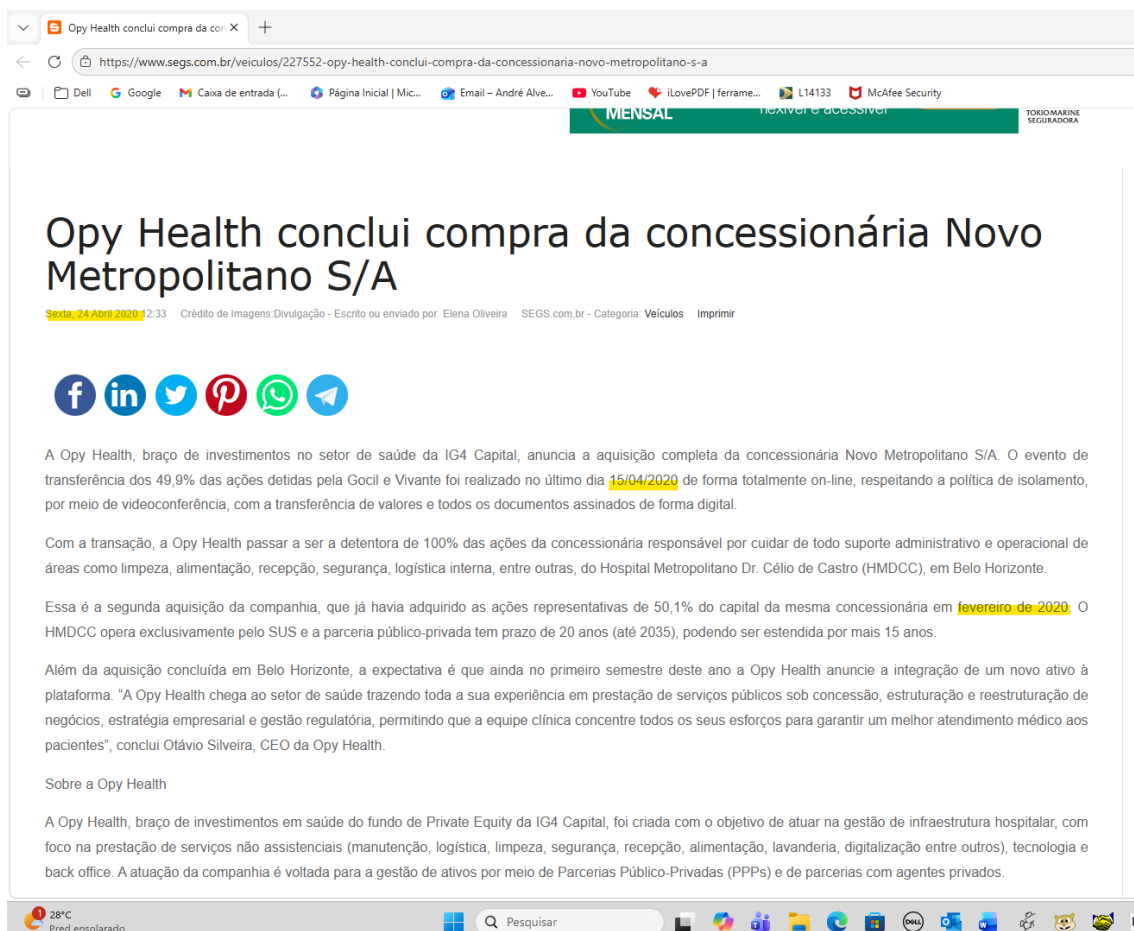 Opy Health conclui compra da con
https://www.segs.com.br/veiculos/227552-opy-health-conclui-compra-da-concessionaria-novo-metropolitano-s-a
Dell Google Caixa de entrada (... Página Inicial | Mic... Email – André Alve... YouTube iLovePDF | ferrame... L14133 McAfee Security
MENSAL flexível e acessível TOKIO MARINE
SEGURADORA
Opy Health conclui compra da concessionária Novo
Metropolitano S/A
Sexta, 24 Abril 2020 12:33 Crédito de Imagens:Divulgação - Escrito ou enviado por Elena Oliveira SEGS.com.br - Categoria: Veículos Imprimir
A Opy Health, braço de investimentos no setor de saúde da IG4 Capital, anuncia a aquisição completa da concessionária Novo Metropolitano S/A. O evento de
transferência dos 49,9% das ações detidas pela Gocil e Vivante foi realizado no último dia 15/04/2020 de forma totalmente on-line, respeitando a política de isolamento,
por meio de videoconferência, com a transferência de valores e todos os documentos assinados de forma digital.
Com a transação, a Opy Health passar a ser a detentora de 100% das ações da concessionária responsável por cuidar de todo suporte administrativo e operacional de
áreas como limpeza, alimentação, recepção, segurança, logística interna, entre outras, do Hospital Metropolitano Dr. Célio de Castro (HMDCC), em Belo Horizonte.
Essa é a segunda aquisição da companhia, que já havia adquirido as ações representativas de 50,1% do capital da mesma concessionária em fevereiro de 2020. O
HMDCC opera exclusivamente pelo SUS e a parceria público-privada tem prazo de 20 anos (até 2035), podendo ser estendida por mais 15 anos.
Além da aquisição concluída em Belo Horizonte, a expectativa é que ainda no primeiro semestre deste ano a Opy Health anuncie a integração de um novo ativo à
plataforma. “A Opy Health chega ao setor de saúde trazendo toda a sua experiência em prestação de serviços públicos sob concessão, estruturação e reestruturação de
negócios, estratégia empresarial e gestão regulatória, permitindo que a equipe clínica concentre todos os seus esforços para garantir um melhor atendimento médico aos
pacientes”, conclui Otávio Silveira, CEO da Opy Health.
Sobre a Opy Health
A Opy Health, braço de investimentos em saúde do fundo de Private Equity da IG4 Capital, foi criada com o objetivo de atuar na gestão de infraestrutura hospitalar, com
foco na prestação de serviços não assistenciais (manutenção, logística, limpeza, segurança, recepção, alimentação, lavanderia, digitalização entre outros), tecnologia e
back office. A atuação da companhia é voltada para a gestão de ativos por meio de Parcerias Público-Privadas (PPPs) e de parcerias com agentes privados.
1 28°C
Pred ensolarado
Pesquisar
DELL